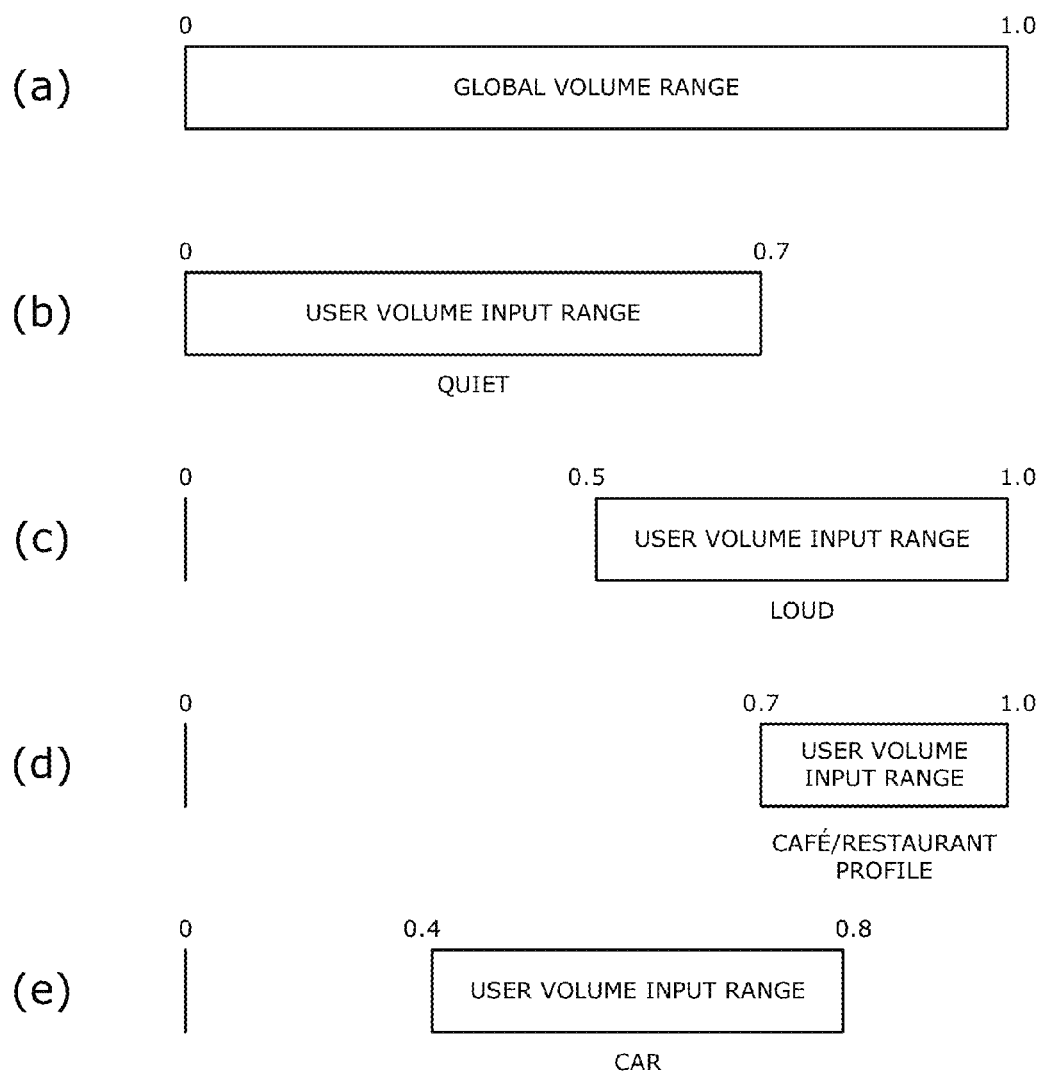 0 1.0
(a) GLOBAL VOLUME RANGE
0 0.7
(b) USER VOLUME INPUT RANGE
QUIET
0 0.5 1.0
(c) USER VOLUME INPUT RANGE
LOUD
0 0.7 1.0
(d) USER VOLUME
INPUT RANGE
CAFÉ/RESTAURANT
PROFILE
0 0.4 0.8
(e) USER VOLUME INPUT RANGE
CAR